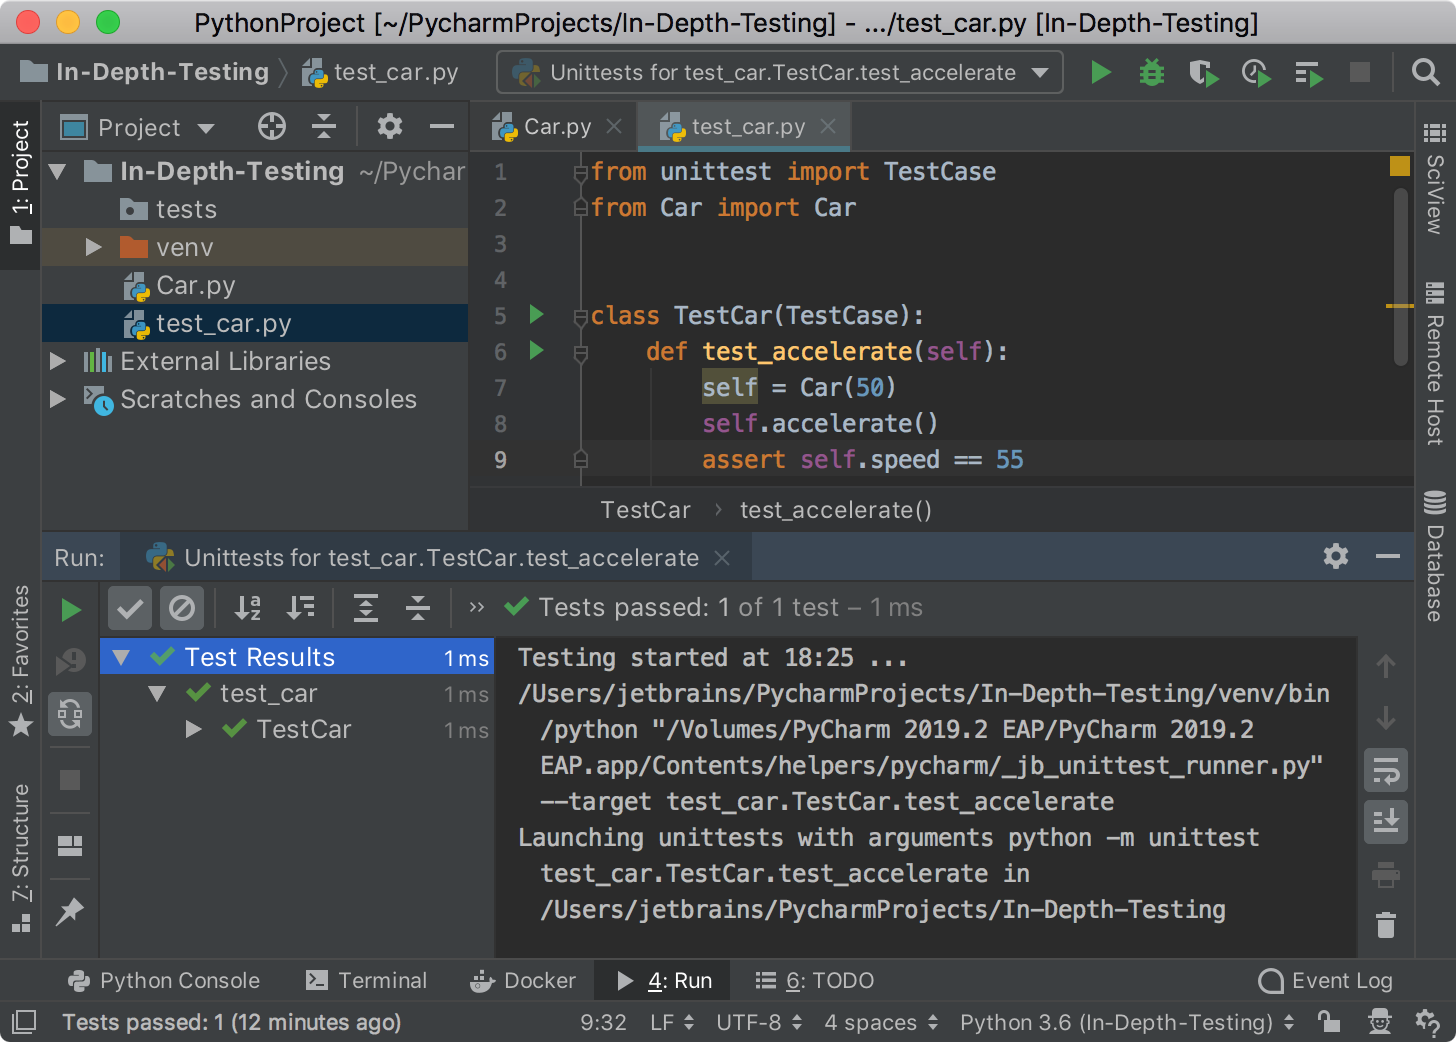 PythonProject [~/PycharmProjects/In-Depth-Testing] - .../test_car.py [In-Depth-Testing]
In-Depth-Testing
test_car.py
Unittests for test_car.TestCar.test_accelerate
1: Project
Project
In-Depth-Testing ~/Pychar
tests
venv
Car.py
test_car.py
External Libraries
Scratches and Consoles
Car.py
test_car.py
1 from unittest import TestCase
2 from Car import Car
3
4
5 class TestCar(TestCase):
6 def test_accelerate(self):
7 self = Car(50)
8 self.accelerate()
9 assert self.speed == 55
TestCar › test_accelerate()
SciView
Remote Host
Database
Run:
Unittests for test_car.TestCar.test_accelerate
2: Favorites
7: Structure
» Tests passed: 1 of 1 test – 1 ms
Test Results 1 ms
test_car 1 ms
TestCar 1 ms
Testing started at 18:25 ...
/Users/jetbrains/PycharmProjects/In-Depth-Testing/venv/bin
/python "/Volumes/PyCharm 2019.2 EAP/PyCharm 2019.2
EAP.app/Contents/helpers/pycharm/_jb_unittest_runner.py"
--target test_car.TestCar.test_accelerate
Launching unittests with arguments python -m unittest
test_car.TestCar.test_accelerate in
/Users/jetbrains/PycharmProjects/In-Depth-Testing
Python Console
Terminal
Docker
4: Run
6: TODO
Event Log
Tests passed: 1 (12 minutes ago)
9:32
LF
UTF-8
4 spaces
Python 3.6 (In-Depth-Testing)